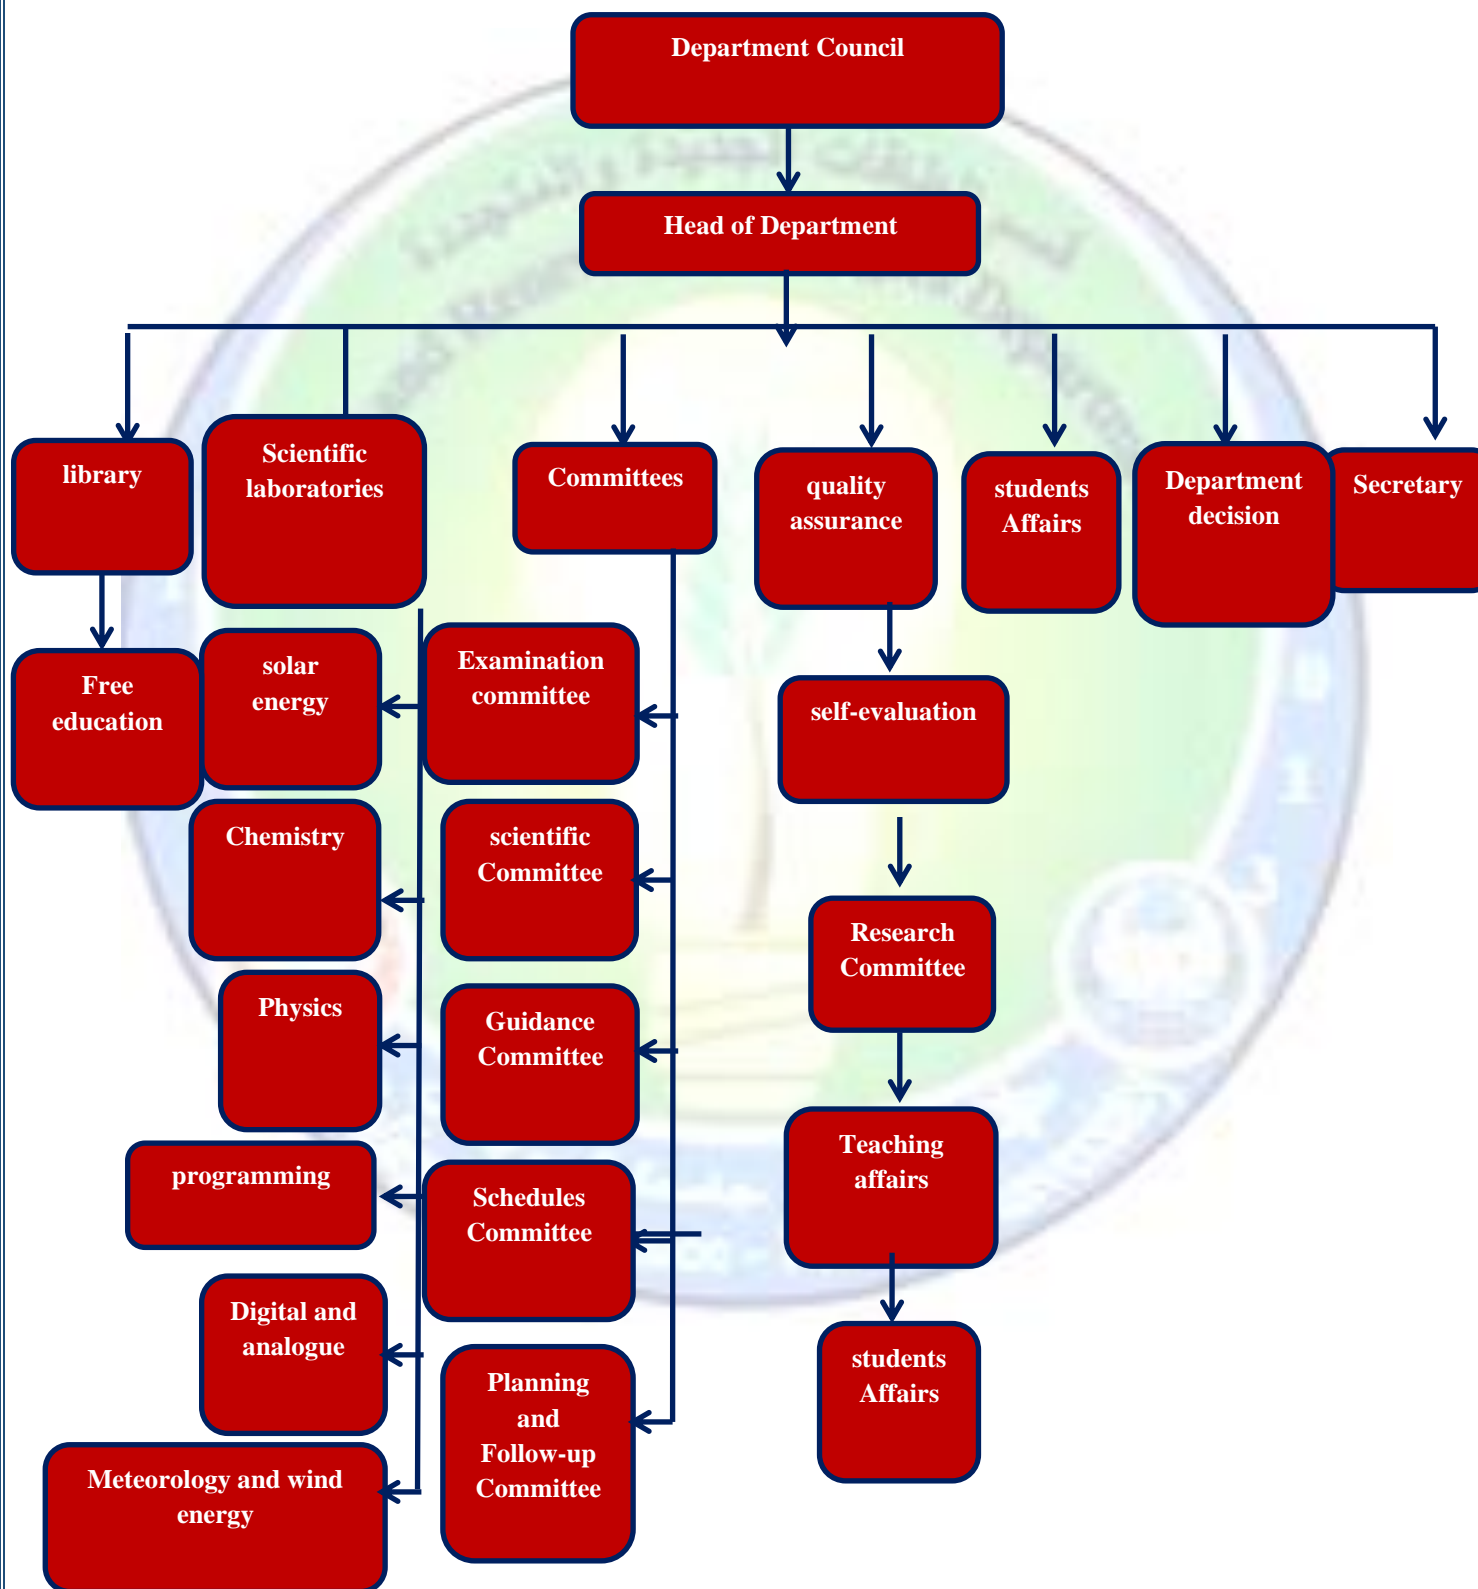 Department Council
Head of Department
library
Scientific
laboratories
Committees
quality
assurance
students
Affairs
Department
decision
Secretary
Free
education
solar
energy
Examination
committee
self-evaluation
Chemistry
scientific
Committee
Research
Committee
Physics
Guidance
Committee
programming
Schedules
Committee
Teaching
affairs
Digital and
analogue
Planning
and
Follow-up
Committee
students
Affairs
Meteorology and wind
energy